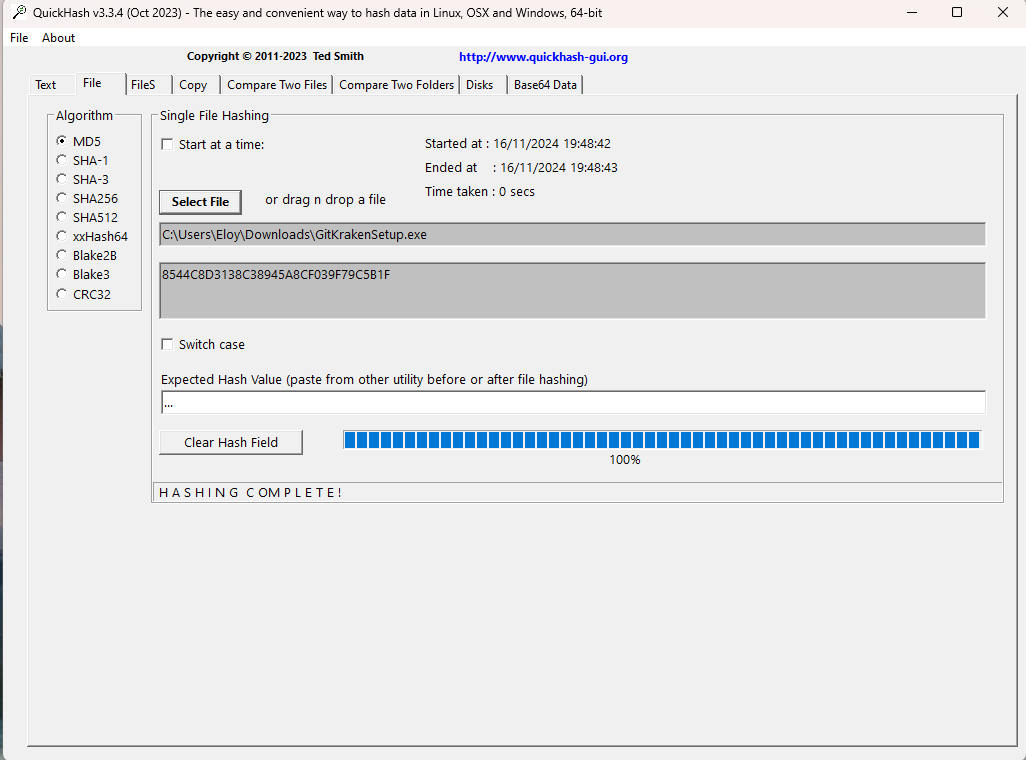 QuickHash v3.3.4 (Oct 2023) - The easy and convenient way to hash data in Linux, OSX and Windows, 64-bit
File About
Copyright © 2011-2023 Ted Smith http://www.quickhash-gui.org
Text File FileS Copy Compare Two Files Compare Two Folders Disks Base64 Data
Algorithm
MD5
SHA-1
SHA-3
SHA256
SHA512
xxHash64
Blake2B
Blake3
CRC32
Single File Hashing
Start at a time:
Started at : 16/11/2024 19:48:42
Ended at : 16/11/2024 19:48:43
Time taken : 0 secs
Select File or drag n drop a file
C:\Users\Eloy\Downloads\GitKrakenSetup.exe
8544C8D3138C38945A8CF039F79C5B1F
Switch case
Expected Hash Value (paste from other utility before or after file hashing)
...
Clear Hash Field
100%
H A S H I N G C O M P L E T E !